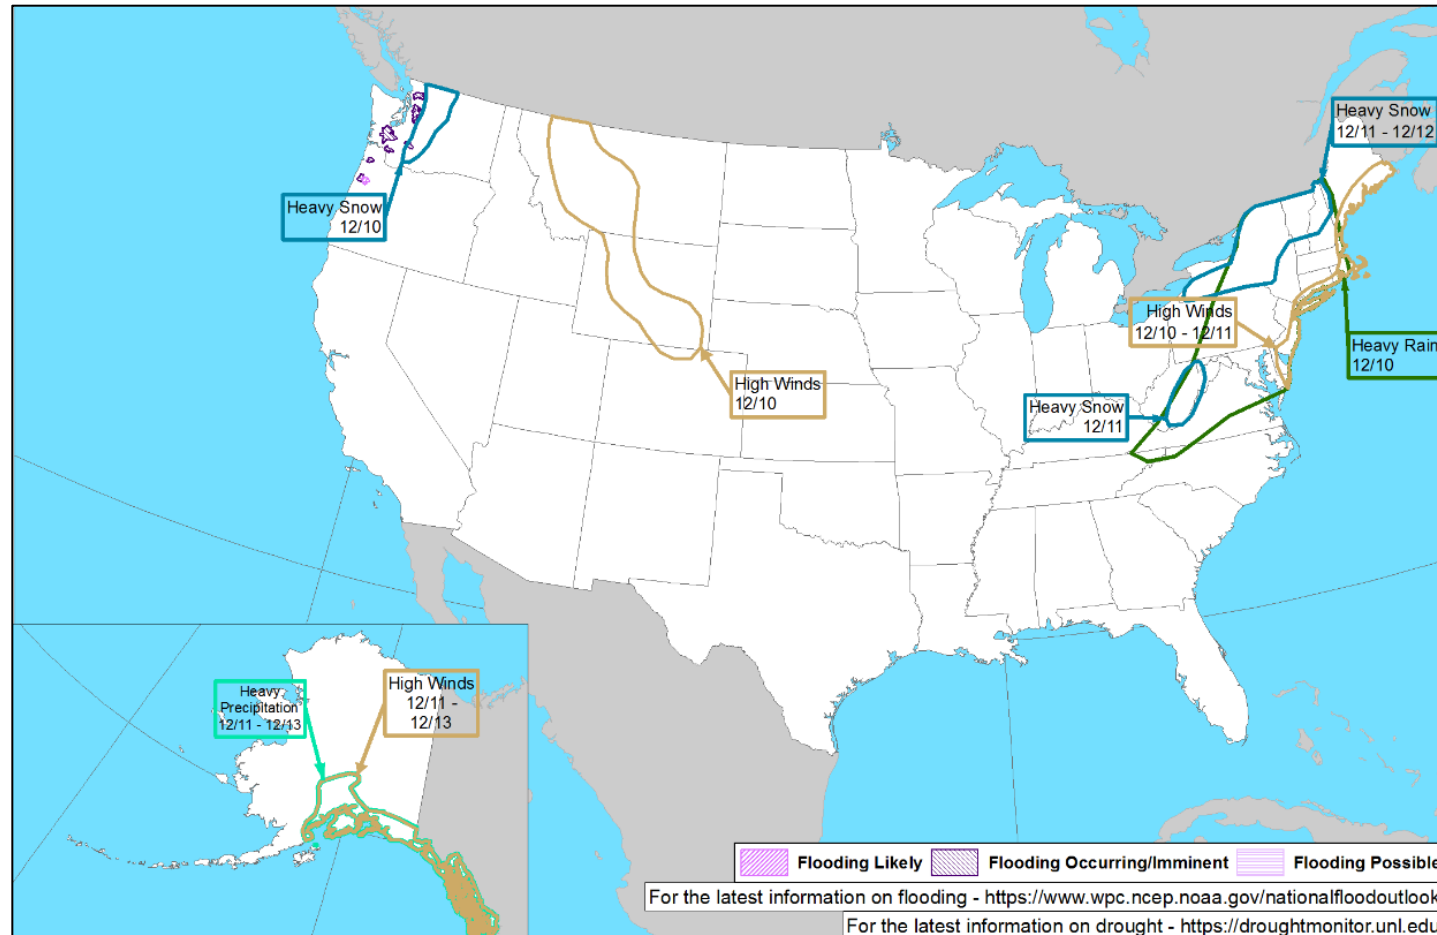 Heavy Snow
12/11 - 12/12
Heavy Snow
12/10
High Winds
12/10 - 12/11
Heavy Rain
12/10
High Winds
12/10
Heavy Snow
12/11
Heavy
Precipitation
12/11 - 12/13
High Winds
12/11 -
12/13
Flooding Likely Flooding Occurring/Imminent Flooding Possible
For the latest information on flooding - https://www.wpc.ncep.noaa.gov/nationalfloodoutlook
For the latest information on drought - https://droughtmonitor.unl.edu